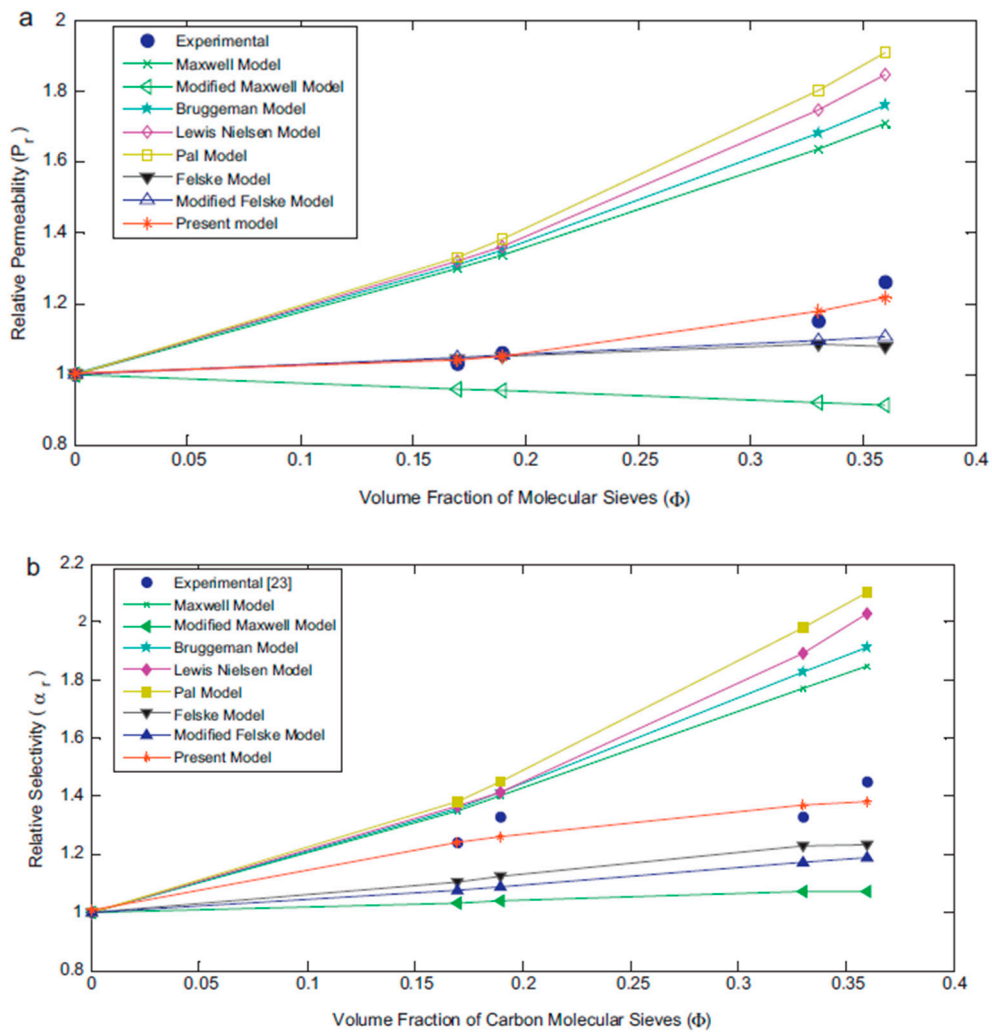 a
2
1.8
1.6
1.4
1.2
1
0.8
0
0.05
0.1
0.15
0.2
0.25
0.3
0.35
0.4
Relative Permeability (Pr)
Experimental
Maxwell Model
Modified Maxwell Model
Bruggeman Model
Lewis Nielsen Model
Pal Model
Felske Model
Modified Felske Model
Present model
Volume Fraction of Molecular Sieves (Φ)
b
2.2
2
1.8
1.6
1.4
1.2
1
0.8
0
0.05
0.1
0.15
0.2
0.25
0.3
0.35
0.4
Relative Selectivity (αr)
Experimental [23]
Maxwell Model
Modified Maxwell Model
Bruggeman Model
Lewis Nielsen Model
Pal Model
Felske Model
Modified Felske Model
Present Model
Volume Fraction of Carbon Molecular Sieves (Φ)